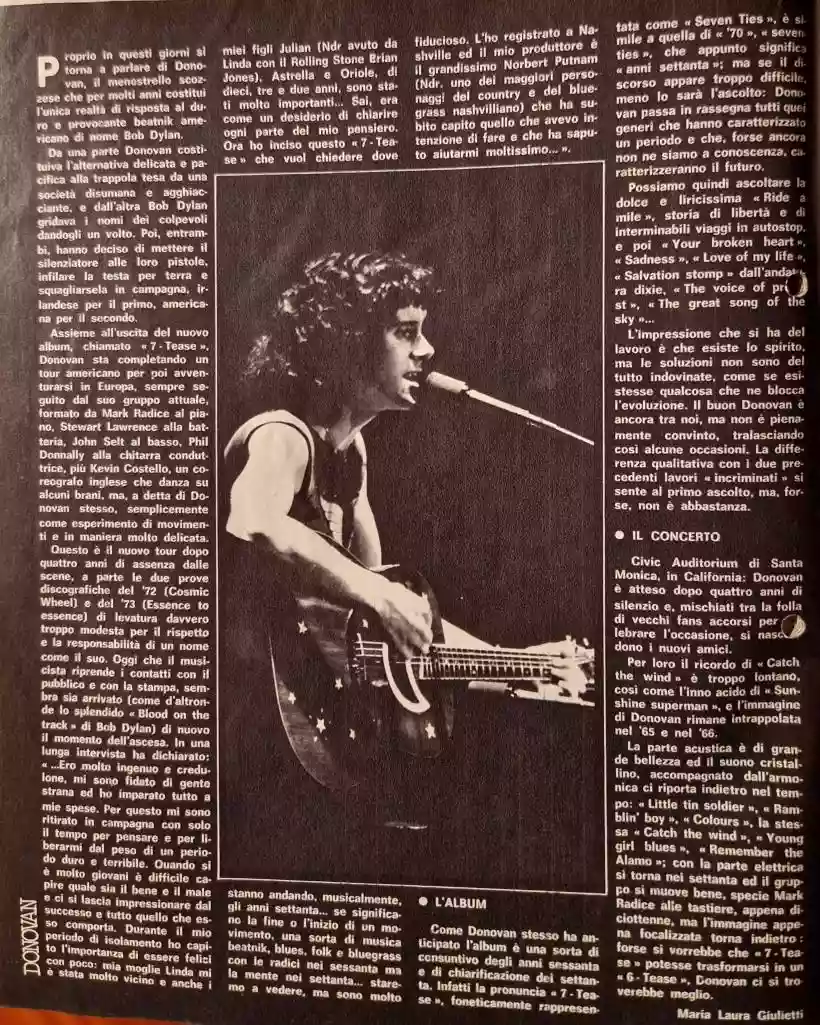 Proprio in questi giorni si
torna a parlare di Dono-
van, il menestrello scoz-
zese che per molti anni costituì
l'unica realtà di risposta al du-
ro e provocante beatnik ame-
ricano di nome Bob Dylan.
Da una parte Donovan costi-
tuiva l'alternativa delicata e pa-
cifica alla trappola tesa da una
società disumana e agghiac-
ciante, e dall'altra Bob Dylan
gridava i nomi dei colpevoli
dandogli un volto. Poi, entram-
bi, hanno deciso di mettere il
silenziatore alle loro pistole,
infilare la testa per terra e
squagliarsela in campagna, ir-
landese per il primo, america-
na per il secondo.
Assieme all'uscita del nuovo
album, chiamato « 7 - Tease »,
Donovan sta completando un
tour americano per poi avven-
turarsi in Europa, sempre se-
guito dal suo gruppo attuale,
formato da Mark Radice al pia-
no, Stewart Lawrence alla bat-
teria, John Selt al basso, Phil
Donnally alla chitarra condut-
trice, più Kevin Costello, un co-
reografo inglese che danza su
alcuni brani, ma, a detta di Do-
novan stesso, semplicemente
come esperimento di movimen-
ti e in maniera molto delicata.
Questo è il nuovo tour dopo
quattro anni di assenza dalle
scene, a parte le due prove
discografiche del '72 (Cosmic
Wheel) e del '73 (Essence to
essence) di levatura davvero
troppo modesta per il rispetto
e la responsabilità di un nome
come il suo. Oggi che il musi-
cista riprende i contatti con il
pubblico e con la stampa, sem-
bra sia arrivato (come d'altron-
de lo splendido « Blood on the
track » di Bob Dylan) di nuovo
il momento dell'ascesa. In una
lunga intervista ha dichiarato:
« ...Ero molto ingenuo e credu-
lone, mi sono fidato di gente
strana ed ho imparato tutto a
mie spese. Per questo mi sono
ritirato in campagna con solo
il tempo per pensare e per li-
berarmi dal peso di un perio-
do duro e terribile. Quando si
è molto giovani è difficile ca-
pire quale sia il bene e il male
e ci si lascia impressionare dal
successo e tutto quello che es-
so comporta. Durante il mio
periodo di isolamento ho capi-
to l'importanza di essere felici
con poco: mia moglie Linda mi
è stata molto vicino e anche i
miei figli Julian (Ndr avuto da
Linda con il Rolling Stone Brian
Jones), Astrella e Oriole, di
dieci, tre e due anni, sono sta-
ti molto importanti... Sai, era
come un desiderio di chiarire
ogni parte del mio pensiero.
Ora ho inciso questo « 7 - Tea-
se » che vuol chiedere dove
stanno andando, musicalmente,
gli anni settanta... se significa-
no la fine o l'inizio di un mo-
vimento, una sorta di musica
beatnik, blues, folk e bluegrass
con le radici nei sessanta ma
la mente nei settanta... stare-
mo a vedere, ma sono molto
fiducioso. L'ho registrato a Na-
shville ed il mio produttore è
il grandissimo Norbert Putnam
(Ndr. uno dei maggiori perso-
naggi del country e del blue-
grass nashvilliano) che ha su-
bito capito quello che avevo in-
tenzione di fare e che ha sapu-
to aiutarmi moltissimo... ».
● L'ALBUM
Come Donovan stesso ha an-
ticipato l'album è una sorta di
consuntivo degli anni sessanta
e di chiarificazione dei settan-
ta. Infatti la pronuncia « 7 - Tea-
se », foneticamente rappresen-
tata come « Seven Ties », è si-
mile a quella di « '70 », « seven
ties », che appunto significa
« anni settanta »; ma se il di-
scorso appare troppo difficile,
meno lo sarà l'ascolto: Dono-
van passa in rassegna tutti quei
generi che hanno caratterizzato
un periodo e che, forse ancora
non ne siamo a conoscenza, ca-
ratterizzeranno il futuro.
Possiamo quindi ascoltare la
dolce e liricissima « Ride a
mile », storia di libertà e di
interminabili viaggi in autostop,
e poi « Your broken heart »,
« Sadness », « Love of my life »,
« Salvation stomp » dall'andatu-
ra dixie, « The voice of pr
st », « The great song of the
sky »...
L'impressione che si ha del
lavoro è che esiste lo spirito,
ma le soluzioni non sono del
tutto indovinate, come se esi-
stesse qualcosa che ne blocca
l'evoluzione. Il buon Donovan è
ancora tra noi, ma non è piena-
mente convinto, tralasciando
così alcune occasioni. La diffe-
renza qualitativa con i due pre-
cedenti lavori « incriminati » si
sente al primo ascolto, ma, for-
se, non è abbastanza.
● IL CONCERTO
Civic Auditorium di Santa
Monica, in California: Donovan
è atteso dopo quattro anni di
silenzio e, mischiati tra la folla
di vecchi fans accorsi per
lebrare l'occasione, si nasc
dono i nuovi amici.
Per loro il ricordo di « Catch
the wind » è troppo lontano,
così come l'inno acido di « Sun-
shine superman », e l'immagine
di Donovan rimane intrappolata
nel '65 e nel '66.
La parte acustica è di gran-
de bellezza ed il suono cristal-
lino, accompagnato dall'armo-
nica ci riporta indietro nel tem-
po: « Little tin soldier », « Ram-
blin' boy », « Colours », la stes-
sa « Catch the wind », « Young
girl blues », « Remember the
Alamo »; con la parte elettrica
si torna nei settanta ed il grup-
po si muove bene, specie Mark
Radice alle tastiere, appena di-
ciottenne, ma l'immagine appe-
na focalizzata torna indietro:
forse si vorrebbe che « 7 - Tea-
se » potesse trasformarsi in un
« 6 - Tease », Donovan ci si tro-
verebbe meglio.
Maria Laura Giulietti
DONOVAN